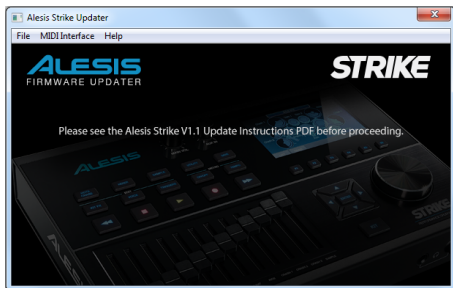 Alesis Strike Updater
File MIDI Interface Help
ALESIS
FIRMWARE UPDATER
STRIKE
Please see the Alesis Strike V1.1 Update Instructions PDF before proceeding.
ALESIS
STRIKE
ALESIS